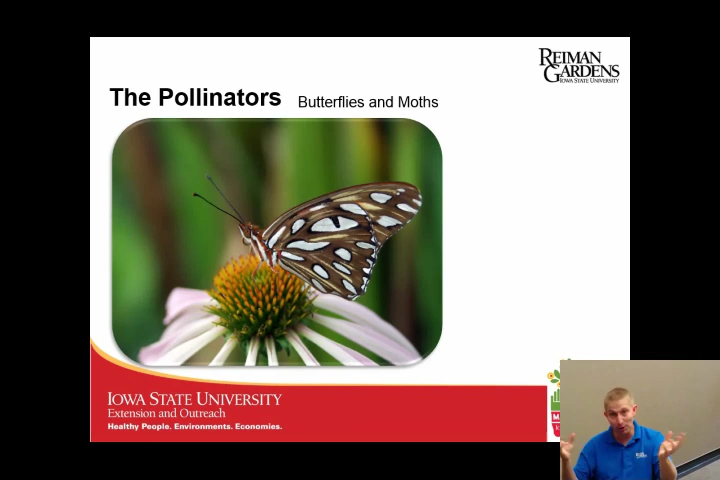 REIMAN
GARDENS
IOWA STATE UNIVERSITY
The Pollinators Butterflies and Moths
IOWA STATE UNIVERSITY
Extension and Outreach
Healthy People. Environments. Economies.